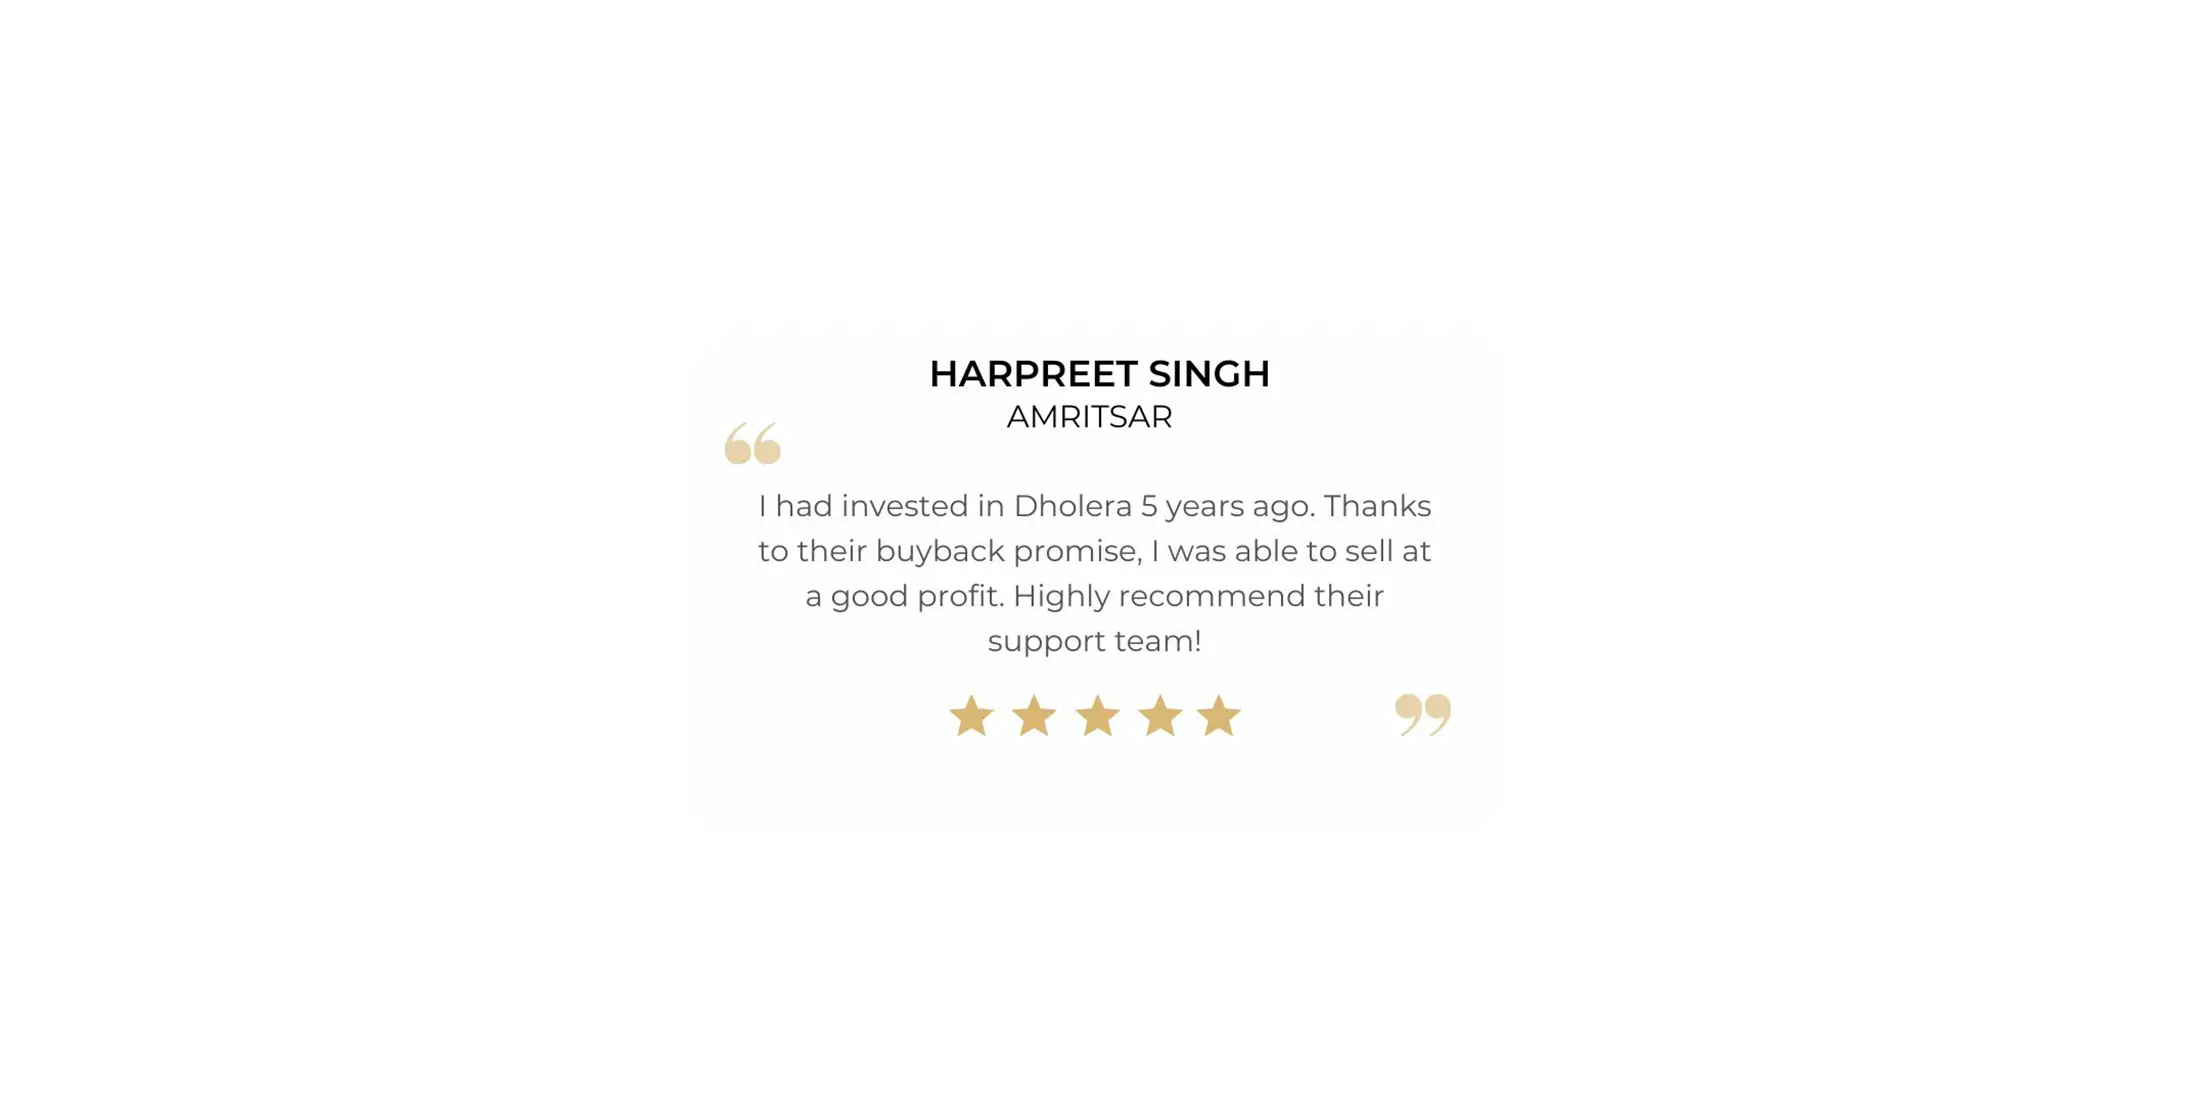 HARPREET SINGH
AMRITSAR
“
I had invested in Dholera 5 years ago. Thanks
to their buyback promise, I was able to sell at
a good profit. Highly recommend their
support team!
”